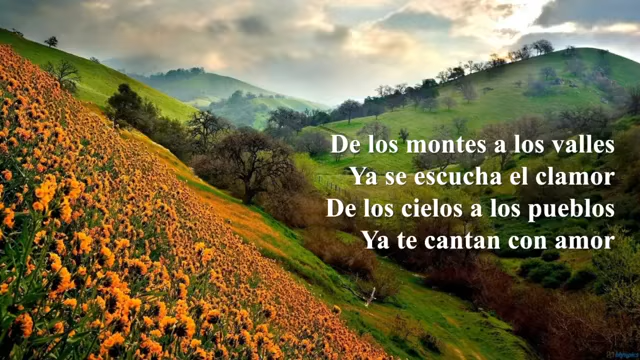 De los montes a los valles
Ya se escucha el clamor
De los cielos a los pueblos
Ya te cantan con amor